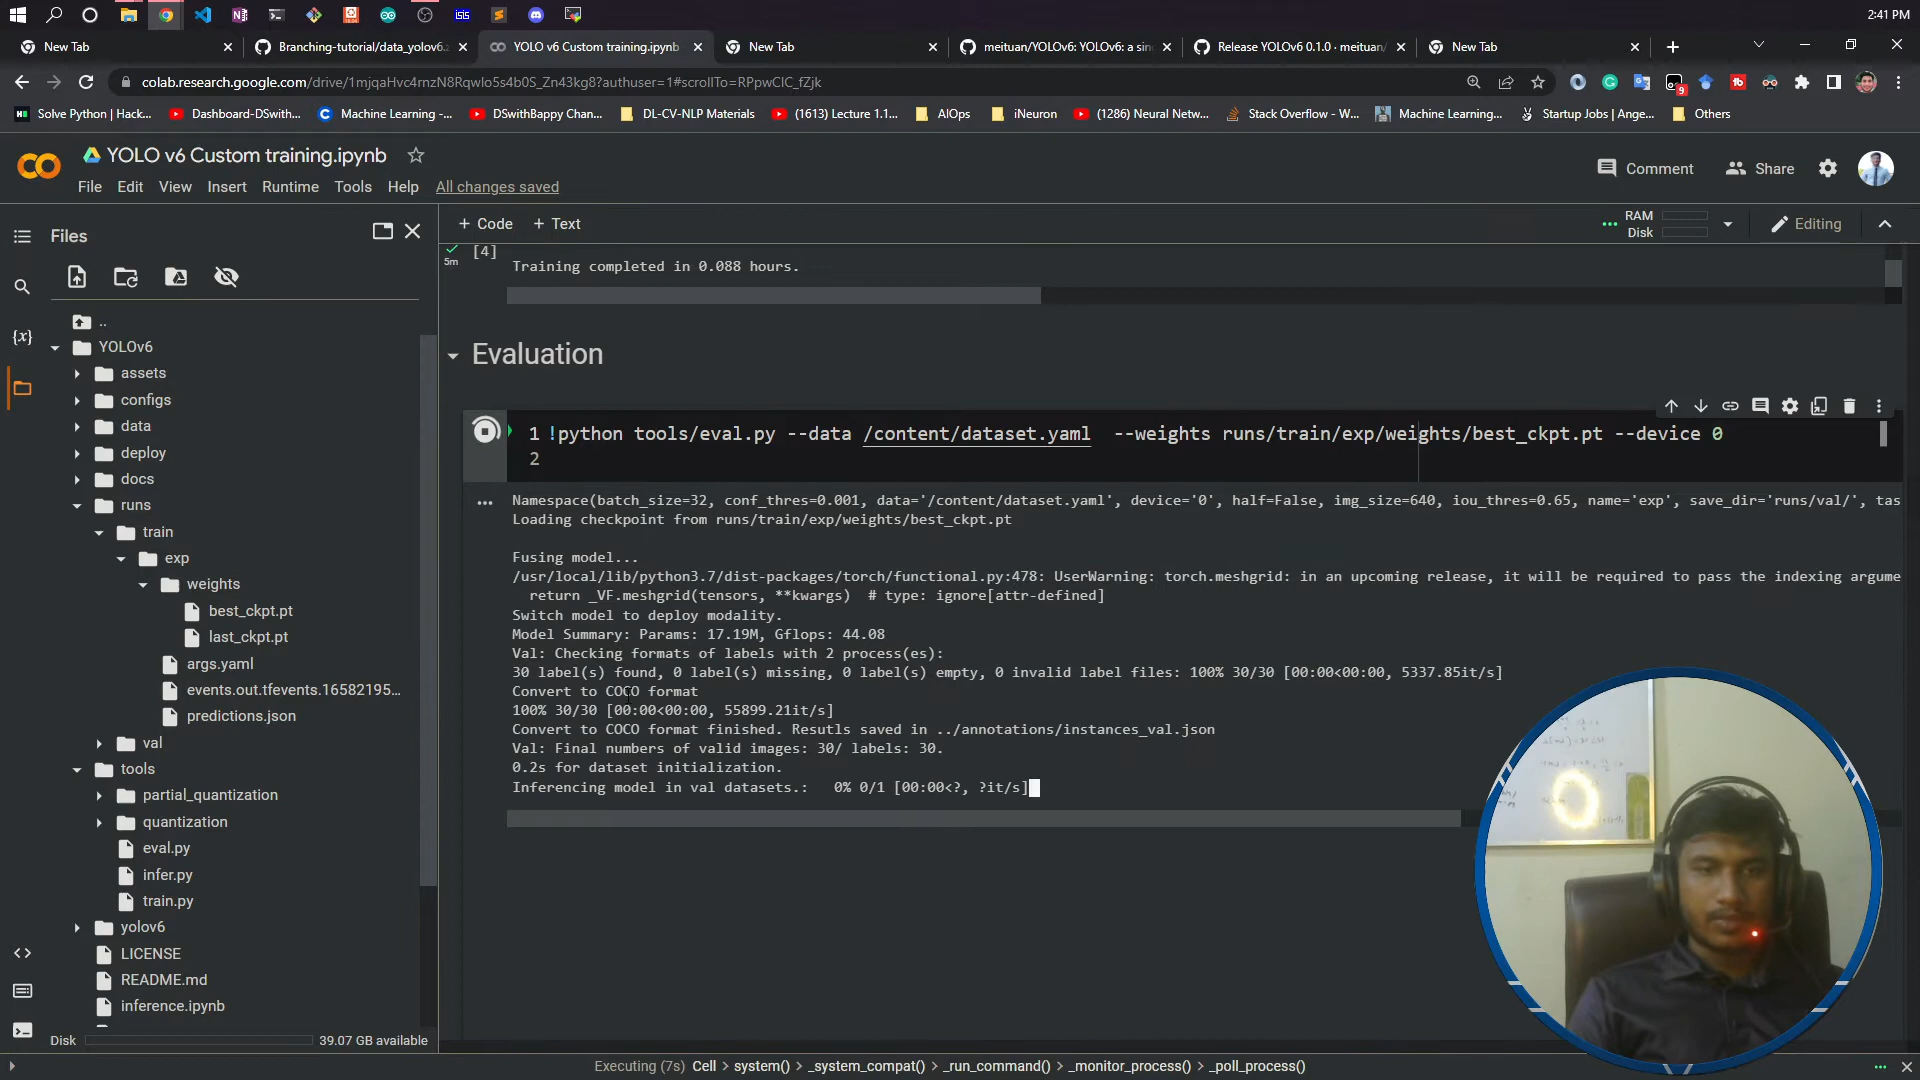 2:41 PM
New Tab
Branching-tutorial/data_yolov6.z
YOLO v6 Custom training.ipynb
New Tab
meituan/YOLOv6: YOLOv6: a sin
Release YOLOv6 0.1.0 · meituan/
New Tab
colab.research.google.com/drive/1mjqaHvc4rnzN8Rqwlo5s4b0S_Zn43kg8?authuser=1#scrollTo=RPpwClC_fZjk
9
Solve Python | Hack...
Dashboard-DSwith...
Machine Learning -...
DSwithBappy Chan...
DL-CV-NLP Materials
(1613) Lecture 1.1...
AIOps
iNeuron
(1286) Neural Netw...
Stack Overflow - W...
Machine Learning,...
Startup Jobs | Ange...
Others
YOLO v6 Custom training.ipynb
File Edit View Insert Runtime Tools Help All changes saved
Comment
Share
Files
+ Code + Text
RAM
Disk
Editing
5m
[4]
Training completed in 0.088 hours.
Evaluation
1 !python tools/eval.py --data /content/dataset.yaml --weights runs/train/exp/weights/best_ckpt.pt --device 0
2
Namespace(batch_size=32, conf_thres=0.001, data='/content/dataset.yaml', device='0', half=False, img_size=640, iou_thres=0.65, name='exp', save_dir='runs/val/', tas
Loading checkpoint from runs/train/exp/weights/best_ckpt.pt
Fusing model...
/usr/local/lib/python3.7/dist-packages/torch/functional.py:478: UserWarning: torch.meshgrid: in an upcoming release, it will be required to pass the indexing argume
return _VF.meshgrid(tensors, **kwargs)  # type: ignore[attr-defined]
Switch model to deploy modality.
Model Summary: Params: 17.19M, Gflops: 44.08
Val: Checking formats of labels with 2 process(es):
30 label(s) found, 0 label(s) missing, 0 label(s) empty, 0 invalid label files: 100% 30/30 [00:00<00:00, 5337.85it/s]
Convert to COCO format
100% 30/30 [00:00<00:00, 55899.21it/s]
Convert to COCO format finished. Resutls saved in ../annotations/instances_val.json
Val: Final numbers of valid images: 30/ labels: 30.
0.2s for dataset initialization.
Inferencing model in val datasets.:   0% 0/1 [00:00<?, ?it/s]
{x}
..
YOLOv6
assets
configs
data
deploy
docs
runs
train
exp
weights
best_ckpt.pt
last_ckpt.pt
args.yaml
events.out.tfevents.16582195...
predictions.json
val
tools
partial_quantization
quantization
eval.py
infer.py
train.py
yolov6
LICENSE
README.md
inference.ipynb
Disk
39.07 GB available
Executing (7s) Cell > system() > _system_compat() > _run_command() > _monitor_process() > _poll_process()